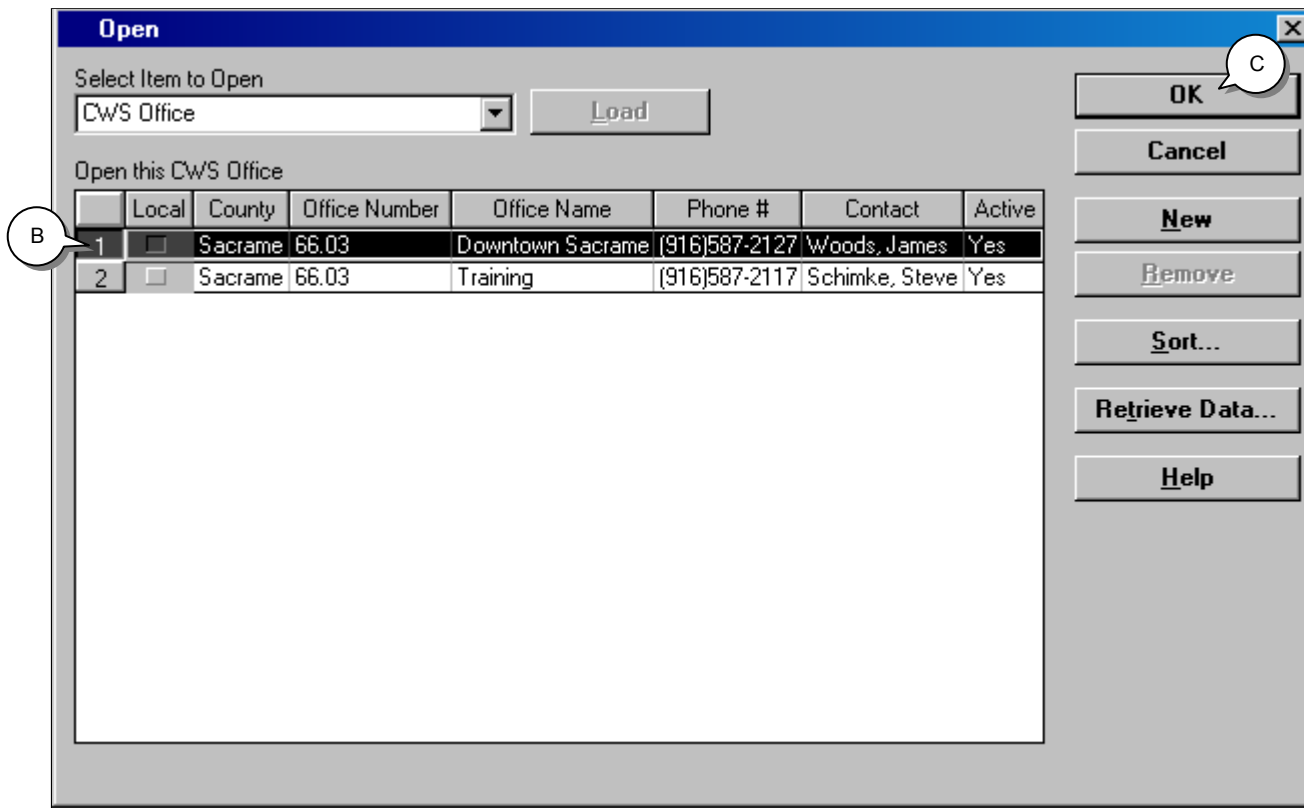 Open
C
Select Item to Open
CWS Office
Load
OK
Cancel
Open this CWS Office
Local County Office Number Office Name Phone # Contact Active
New
B
1 Sacrame 66.03 Downtown Sacrame (916)587-2127 Woods, James Yes
2 Sacrame 66.03 Training (916)587-2117 Schimke, Steve Yes
Remove
Sort...
Retrieve Data...
Help